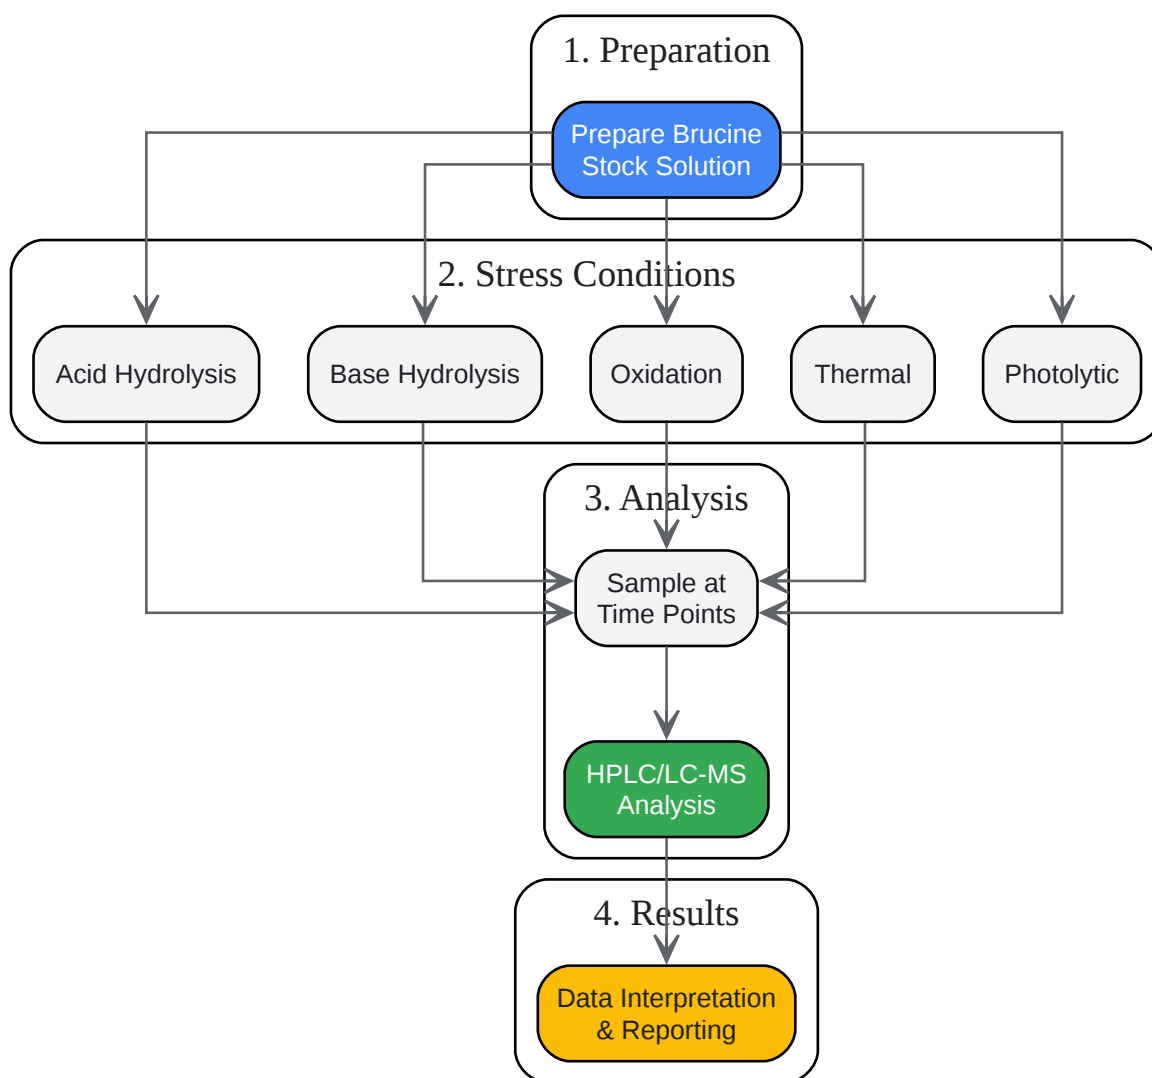 1. Preparation
Prepare Brucine
Stock Solution
2. Stress Conditions
Acid Hydrolysis
Base Hydrolysis
Oxidation
Thermal
Photolytic
3. Analysis
Sample at
Time Points
HPLC/LC-MS
Analysis
4. Results
Data Interpretation
& Reporting